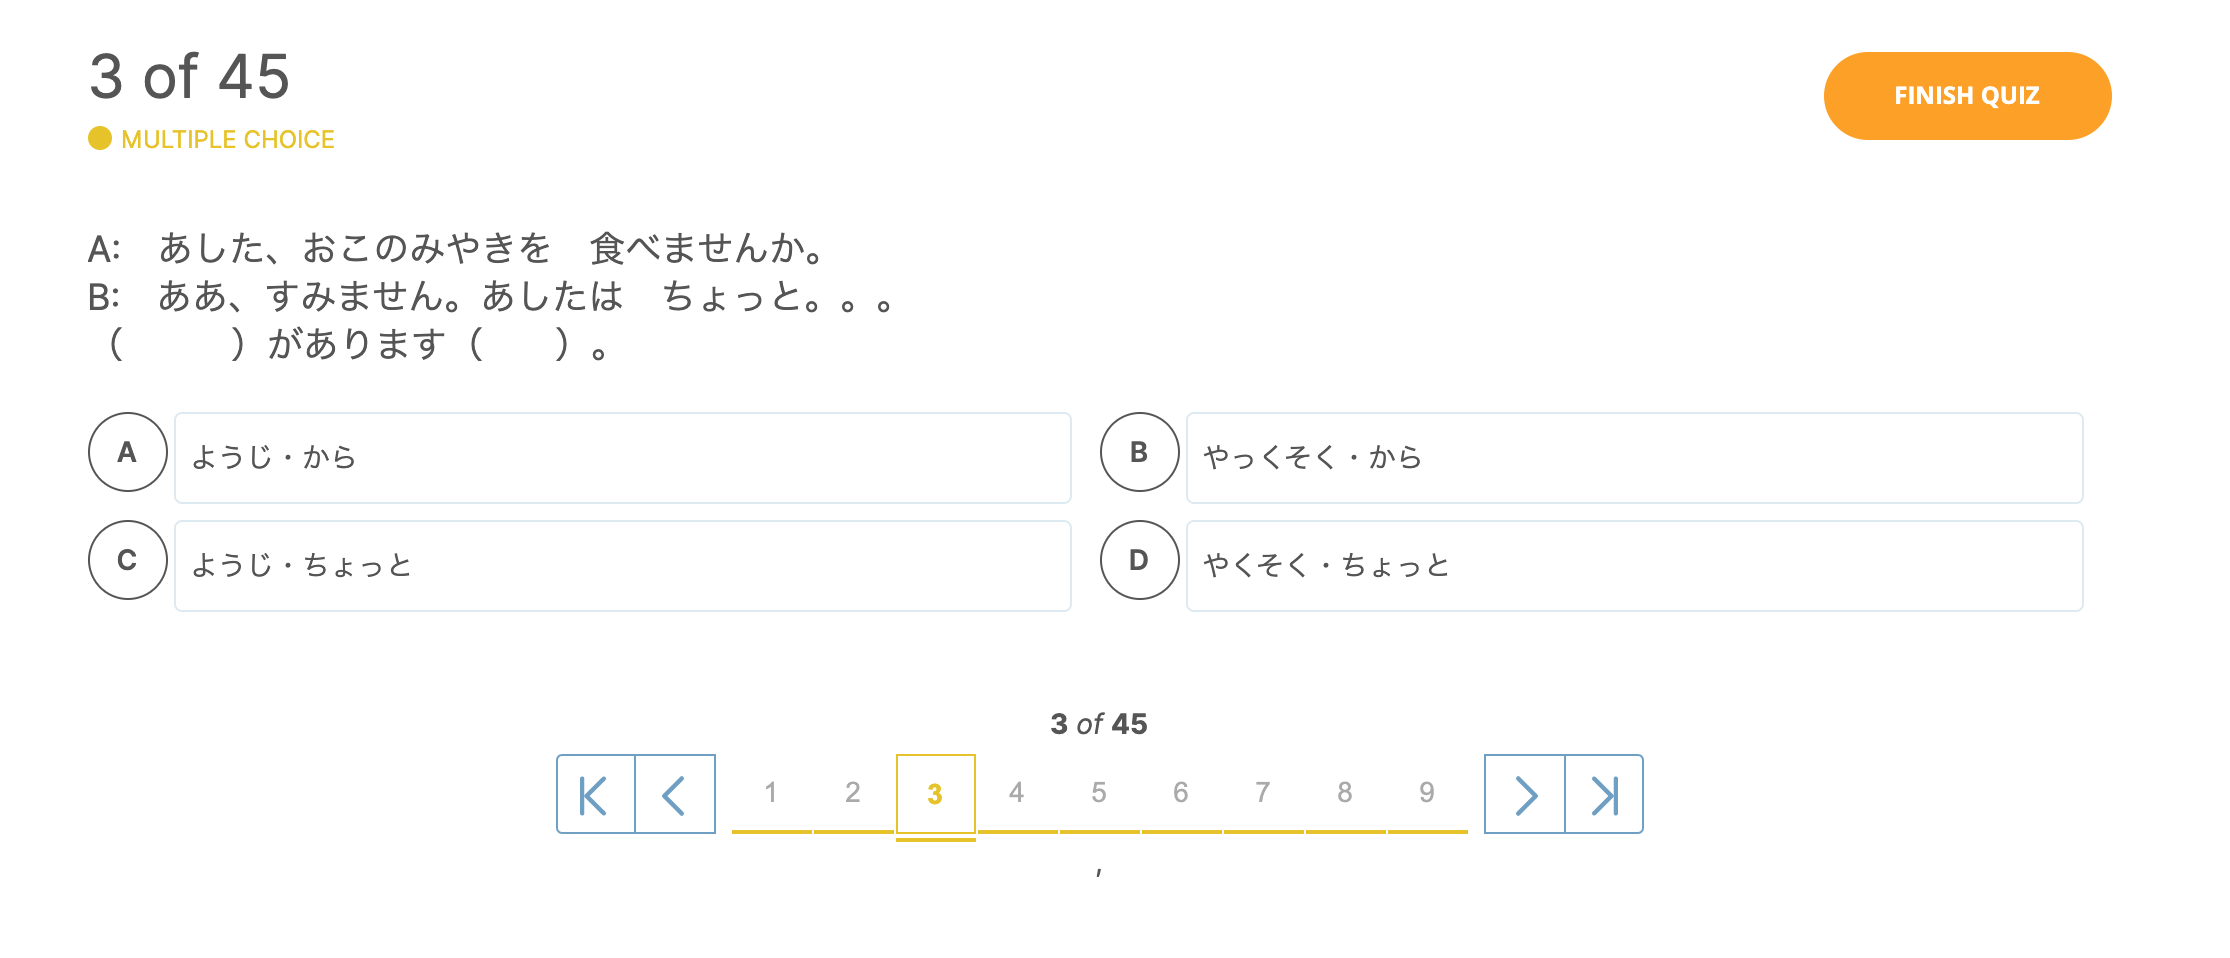 3 of 45
FINISH QUIZ
MULTIPLE CHOICE
A:　あした、おこのみやきを　食べませんか。
B:　ああ、すみません。あしたは　ちょっと。。。
（　　　）があります（　　）。
A ようじ・から
B やっくそく・から
C ようじ・ちょっと
D やくそく・ちょっと
3 of 45
1 2 3 4 5 6 7 8 9
,